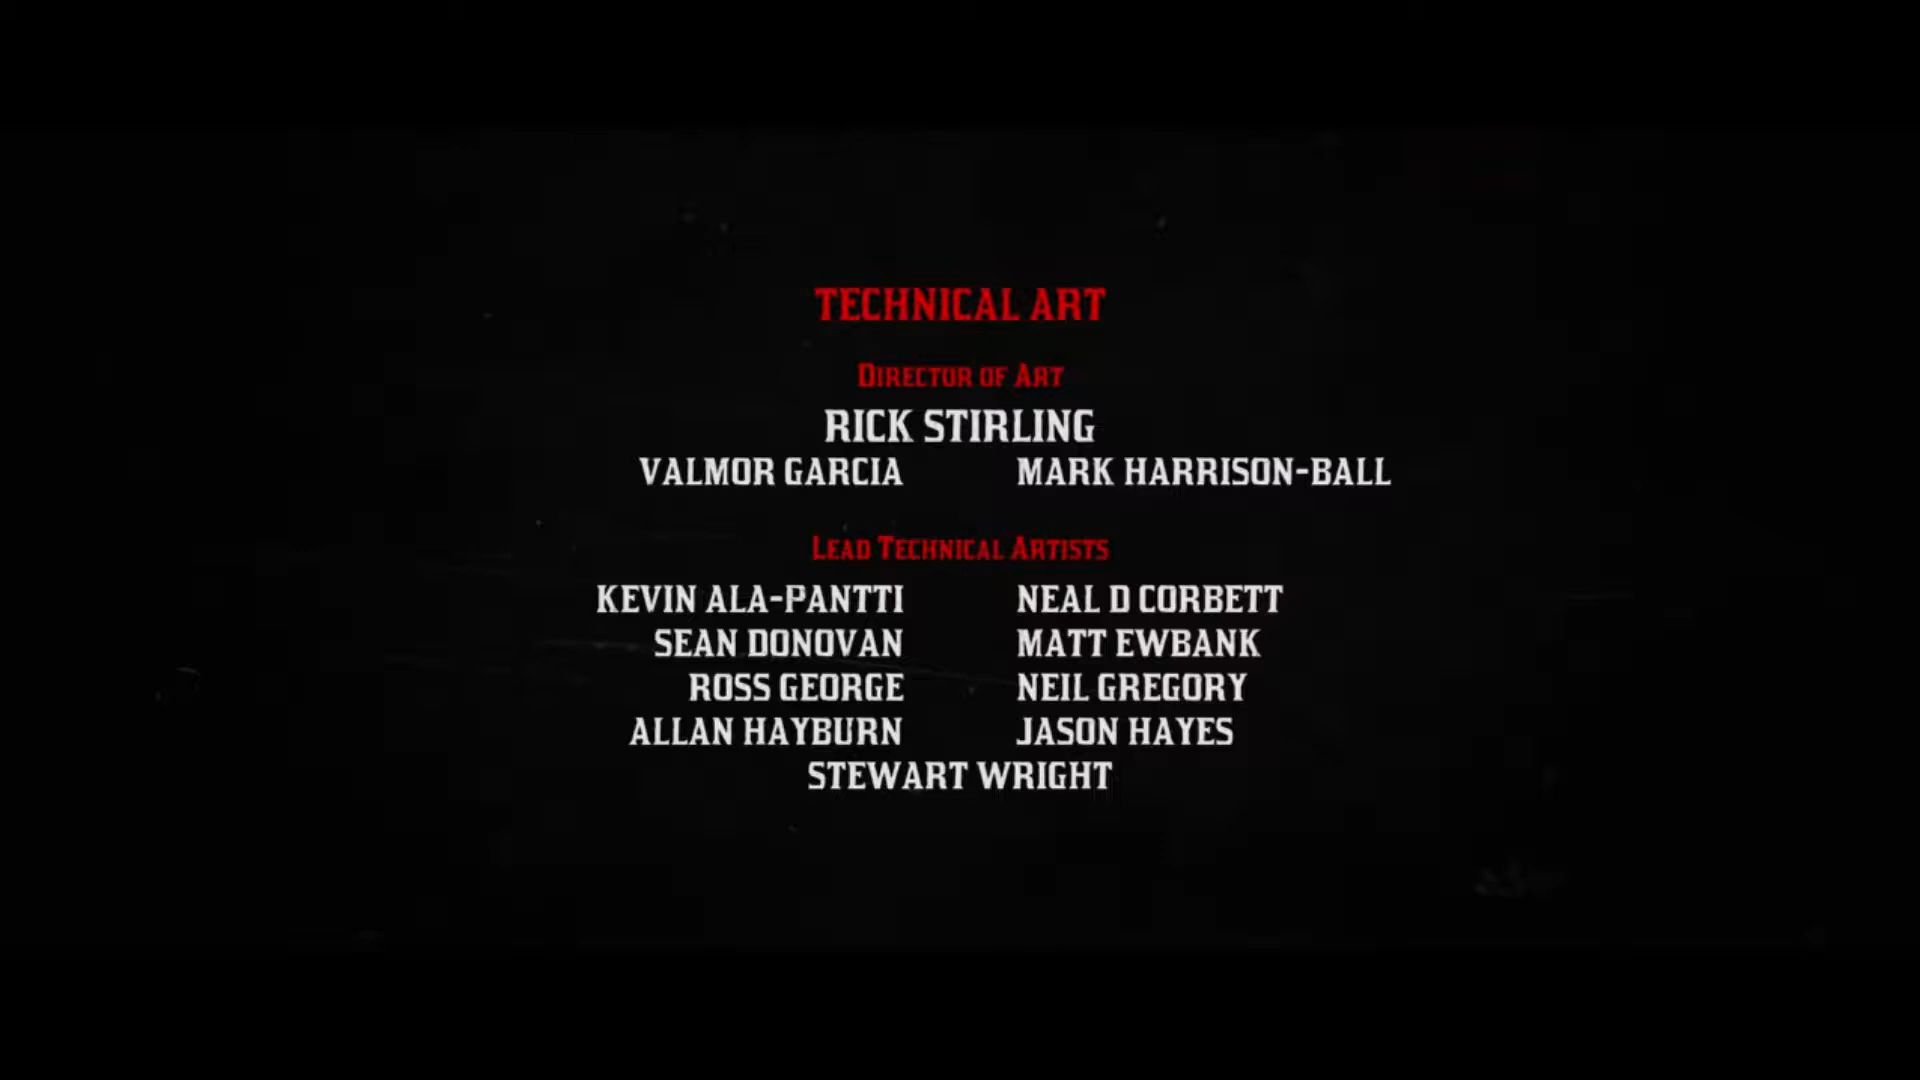 TECHNICAL ART
DIRECTOR OF ART
RICK STIRLING
VALMOR GARCIA MARK HARRISON-BALL
LEAD TECHNICAL ARTISTS
KEVIN ALA-PANTTI NEAL D CORBETT
SEAN DONOVAN MATT EWBANK
ROSS GEORGE NEIL GREGORY
ALLAN HAYBURN JASON HAYES
STEWART WRIGHT